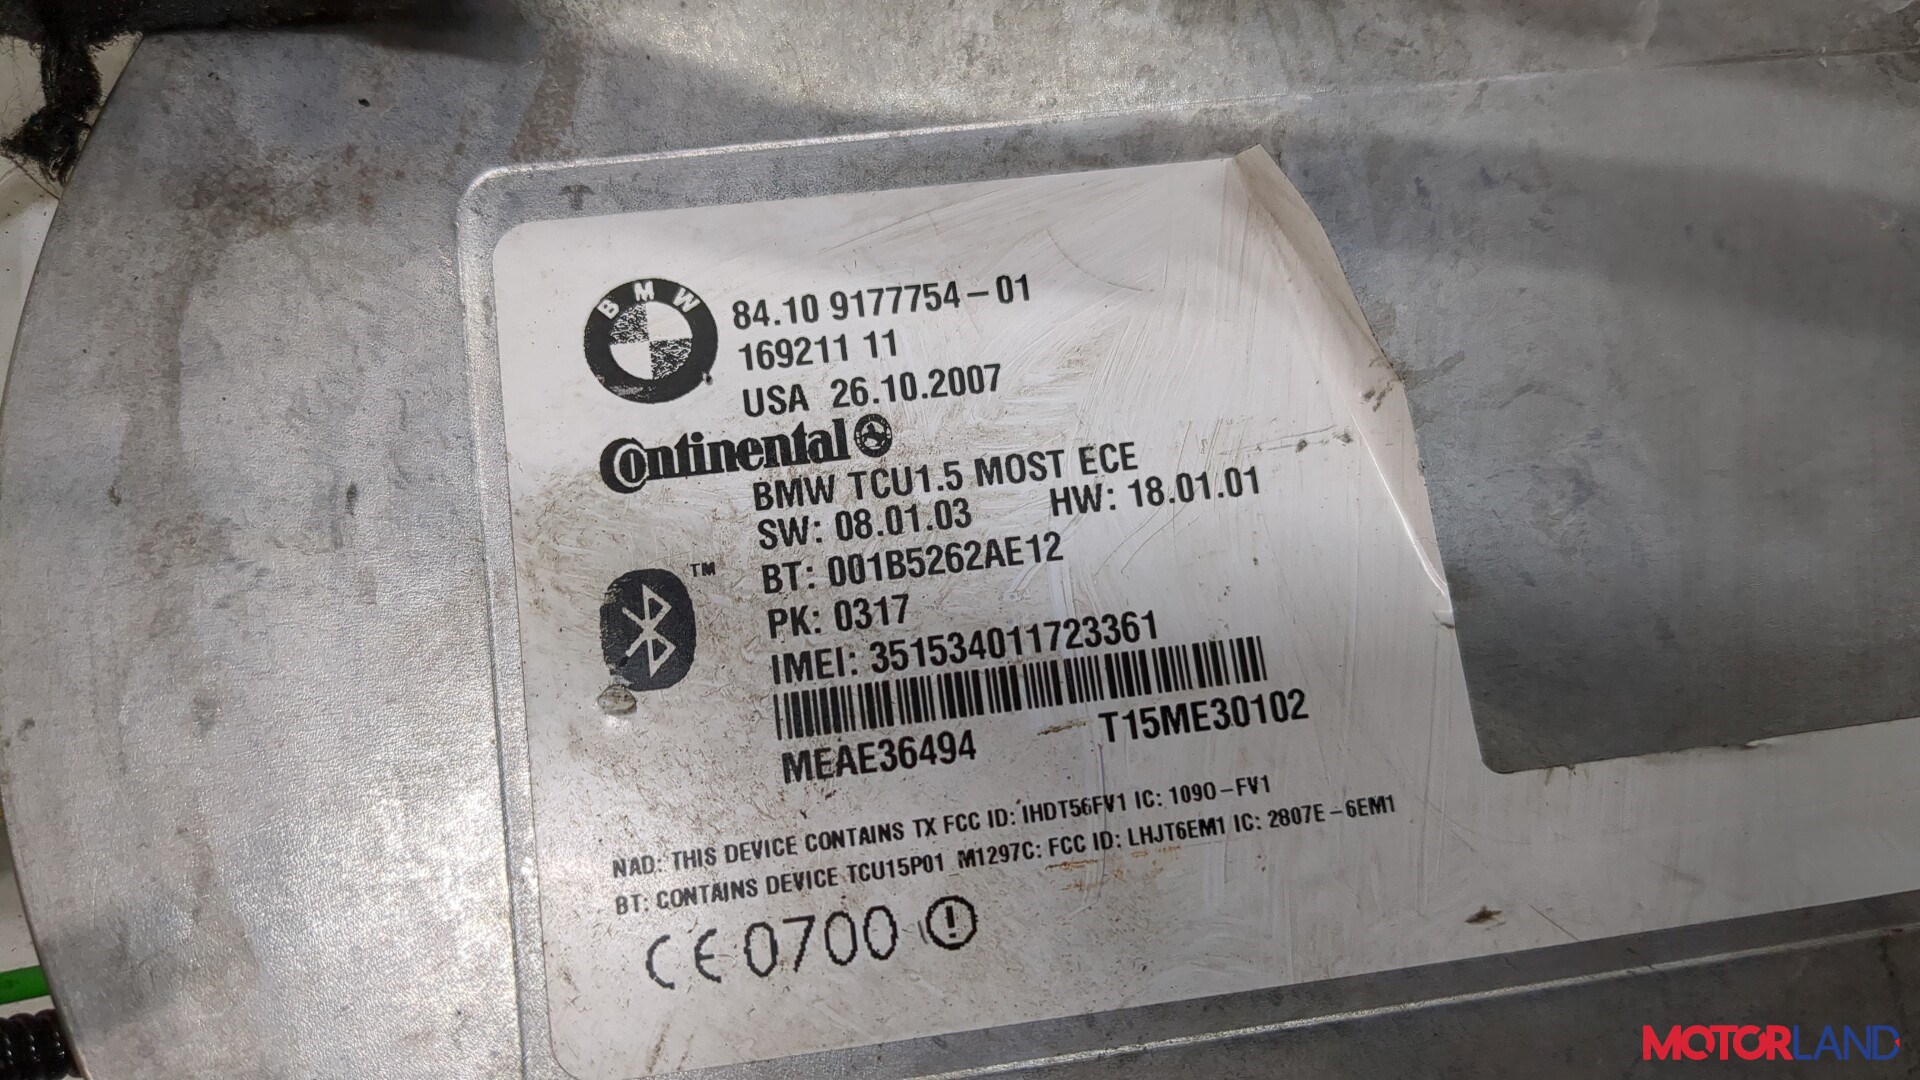 BMW
84.10 9177754-01
169211 11
USA 26.10.2007
Continental
BMW TCU1.5 MOST ECE
SW: 08.01.03 HW: 18.01.01
BT: 001B5262AE12
TM
PK: 0317
IMEI: 351534011723361
MEAE36494 T15ME30102
NAD: THIS DEVICE CONTAINS TX FCC ID: IHDT56FV1 IC: 109O-FV1
BT: CONTAINS DEVICE TCU15P01_M1297C: FCC ID: LHJT6EM1 IC: 2807E-6EM1
CE 0700
MOTORLAND